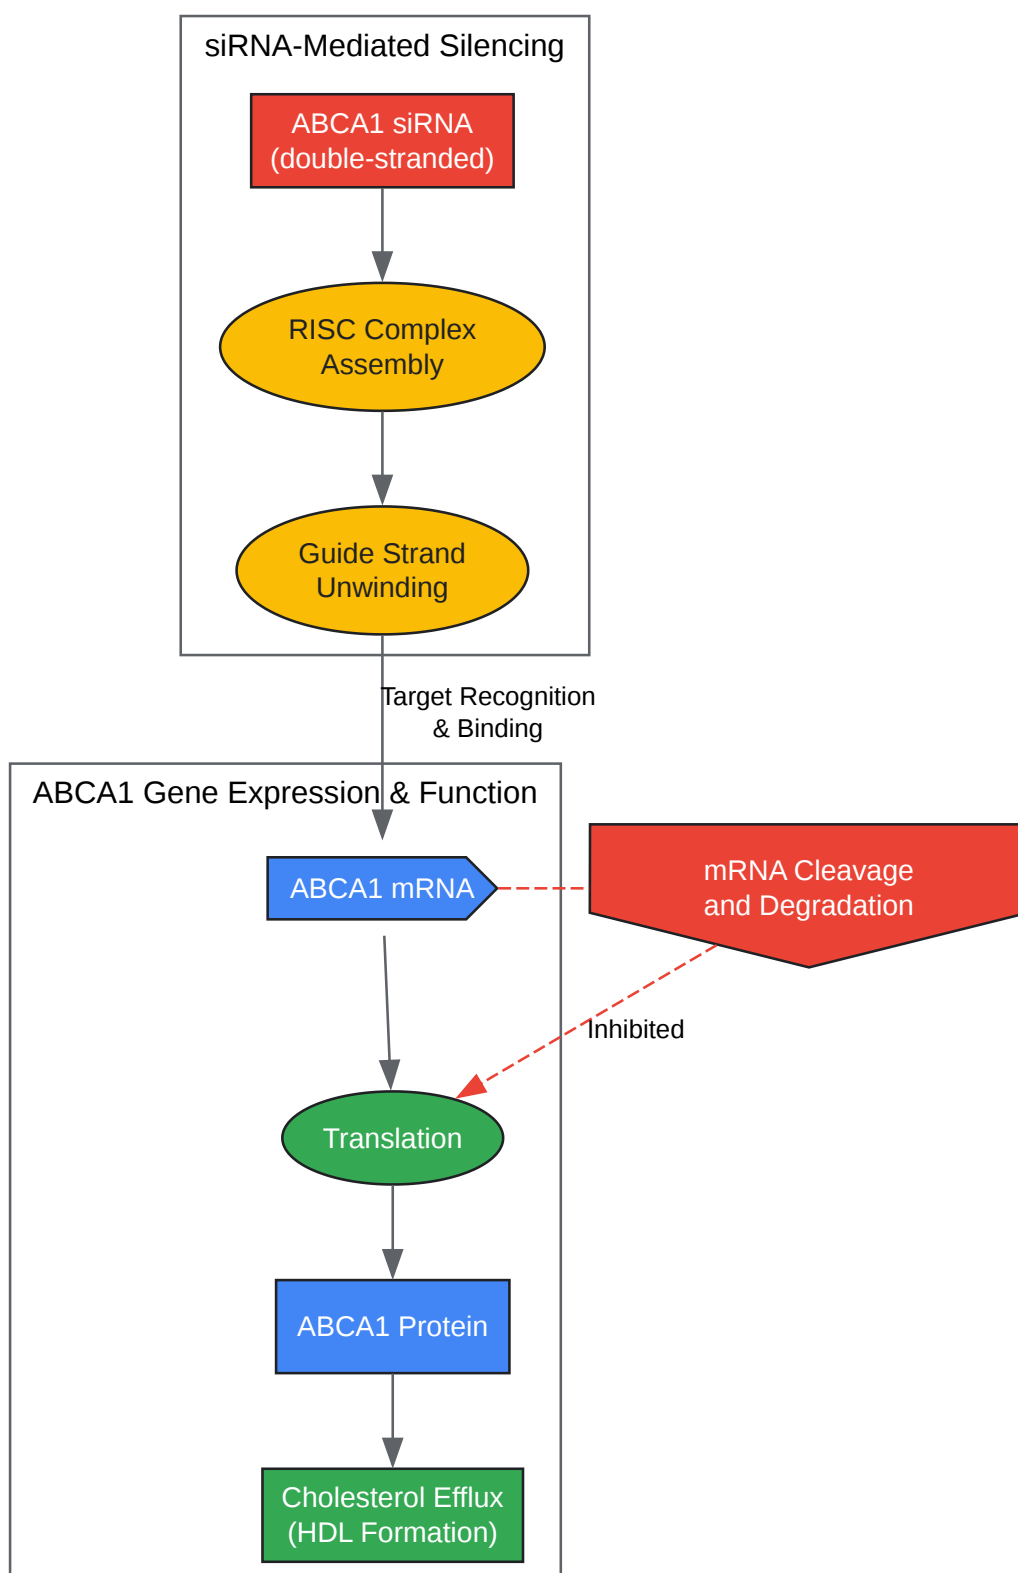 siRNA-Mediated Silencing
ABCA1 siRNA
(double-stranded)
RISC Complex
Assembly
Guide Strand
Unwinding
Target Recognition
& Binding
ABCA1 Gene Expression & Function
ABCA1 mRNA
mRNA Cleavage
and Degradation
Inhibited
Translation
ABCA1 Protein
Cholesterol Efflux
(HDL Formation)